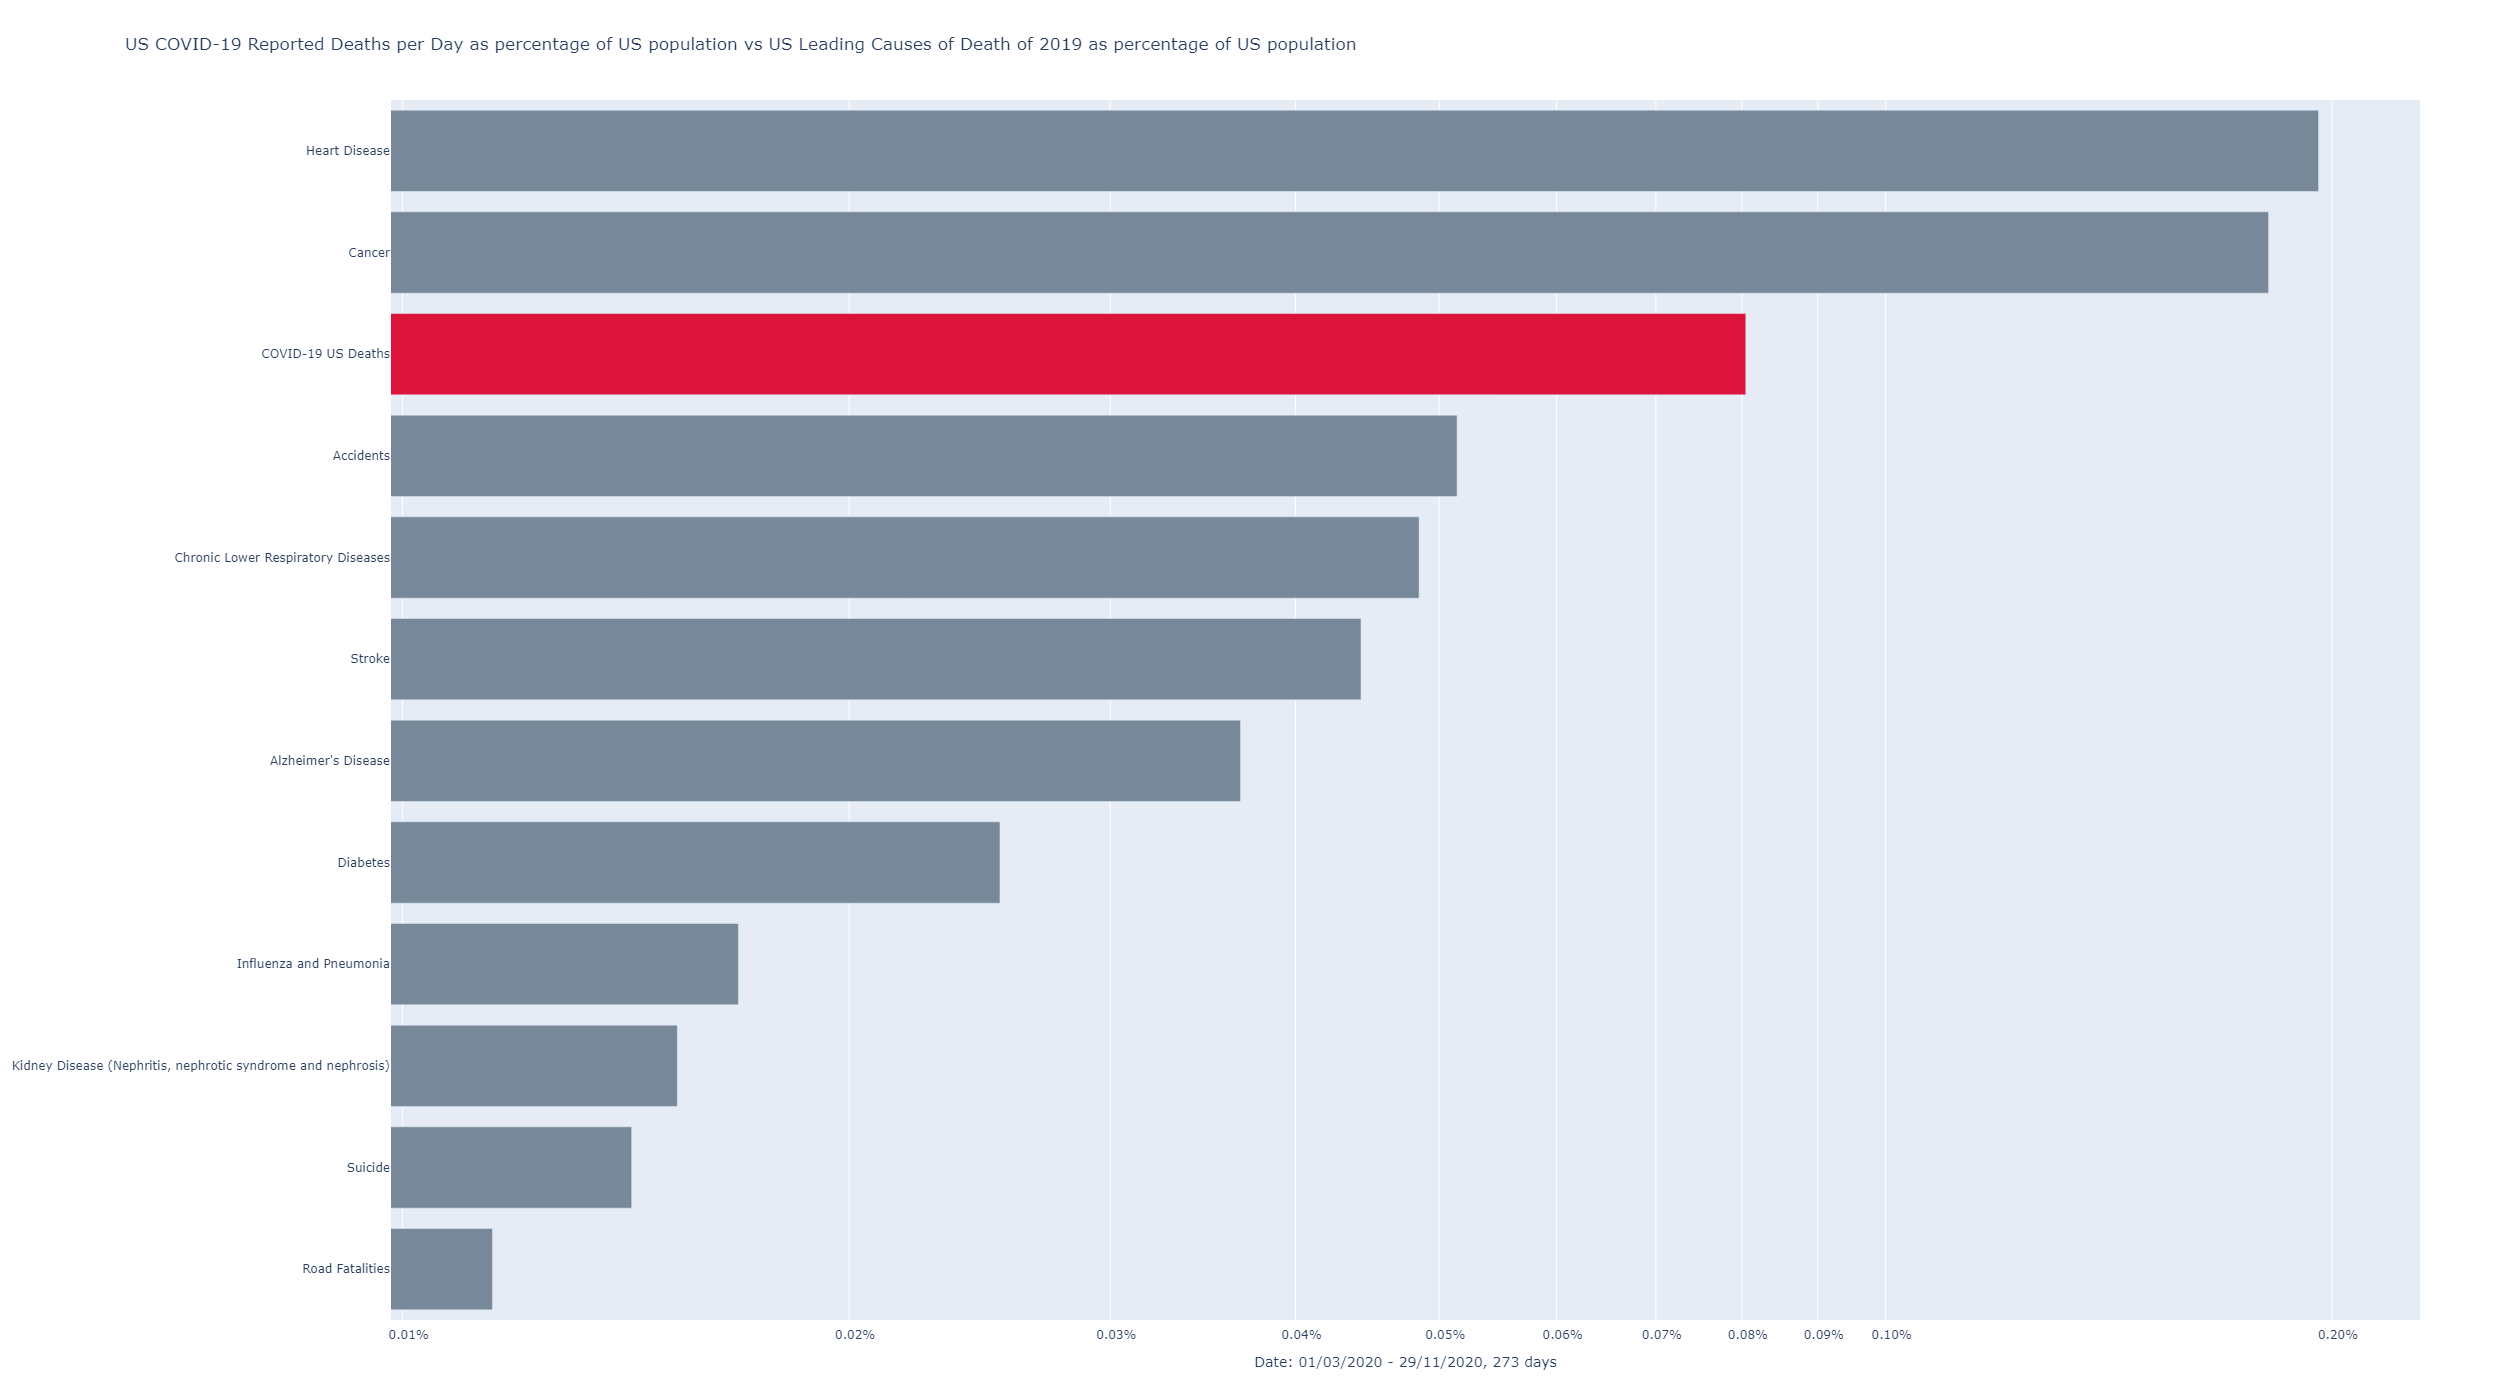 US COVID-19 Reported Deaths per Day as percentage of US population vs US Leading Causes of Death of 2019 as percentage of US population
Heart Disease
Cancer
COVID-19 US Deaths
Accidents
Chronic Lower Respiratory Diseases
Stroke
Alzheimer's Disease
Diabetes
Influenza and Pneumonia
Kidney Disease (Nephritis, nephrotic syndrome and nephrosis)
Suicide
Road Fatalities
0.01% 0.02% 0.03% 0.04% 0.05% 0.06% 0.07% 0.08% 0.09% 0.10% 0.20%
Date: 01/03/2020 - 29/11/2020, 273 days